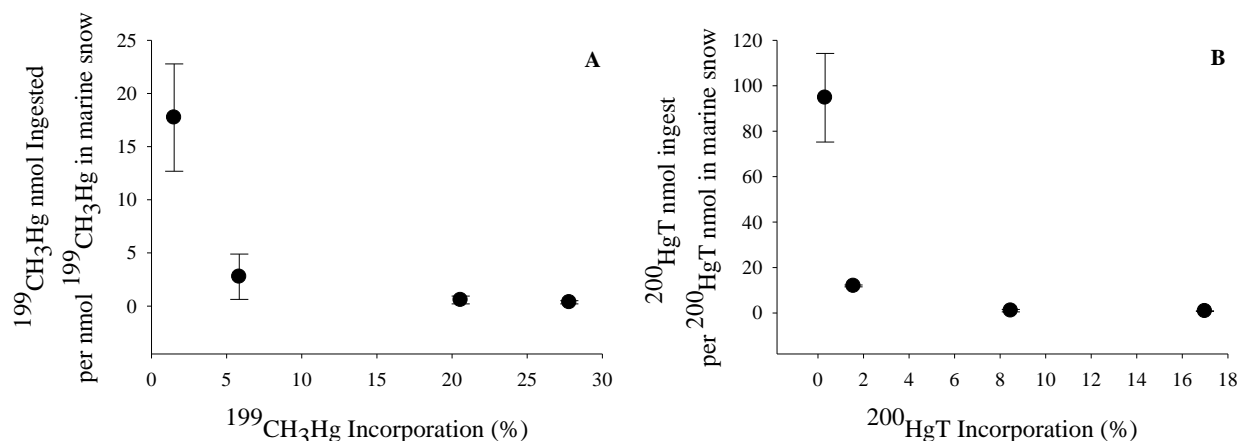 A
¹⁹⁹CH₃Hg nmol Ingested
per nmol ¹⁹⁹CH₃Hg in marine snow
25
20
15
10
5
0
0 5 10 15 20 25 30
¹⁹⁹CH₃Hg Incorporation (%)
B
²⁰⁰HgT nmol ingest
per ²⁰⁰HgT nmol in marine snow
120
100
80
60
40
20
0
0 2 4 6 8 10 12 14 16 18
²⁰⁰HgT Incorporation (%)